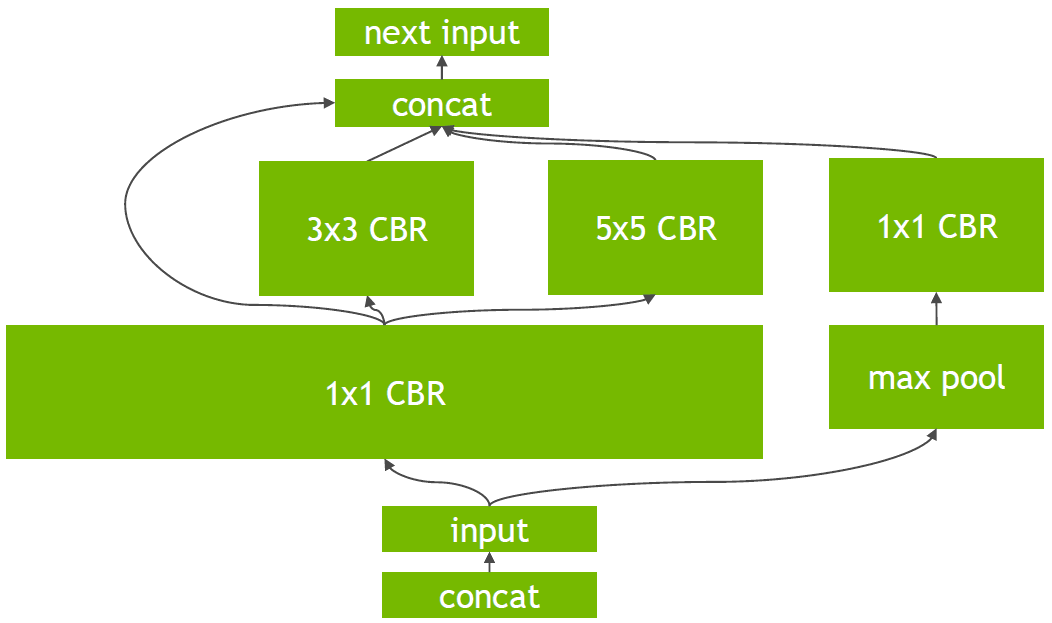 next input
concat
3x3 CBR
5x5 CBR
1x1 CBR
1x1 CBR
max pool
input
concat